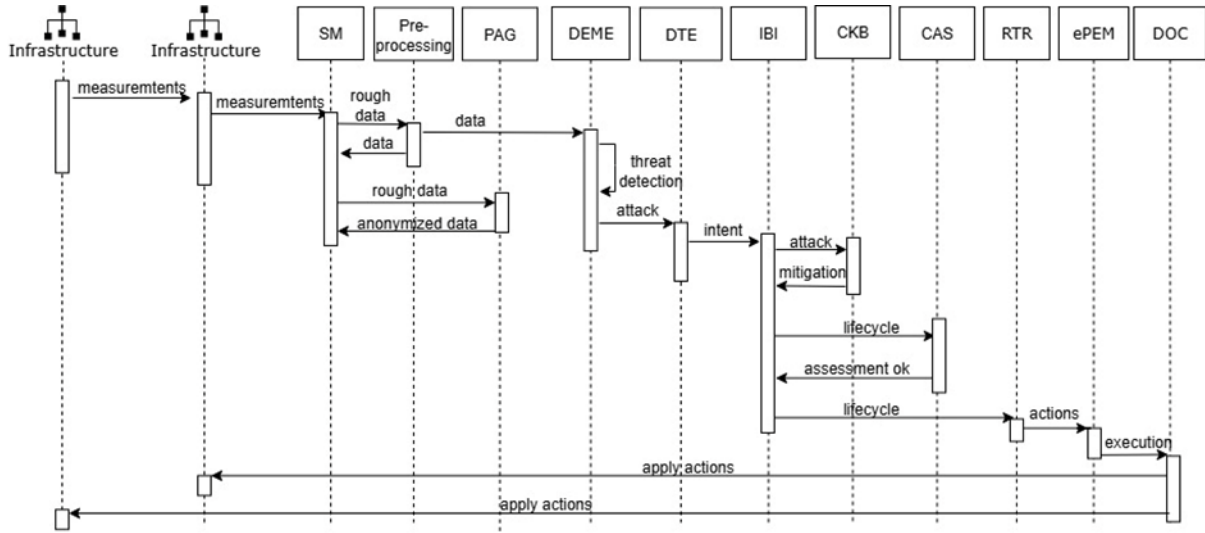 Infrastructure
Infrastructure
SM
Pre-
processing
PAG
DEME
DTE
IBI
CKB
CAS
RTR
ePEM
DOC
measuremtents
measuremtents
rough
data
data
data
threat
detection
rough data
anonymized data
attack
intent
attack
mitigation
lifecycle
assessment ok
lifecycle
actions
execution
apply actions
apply actions